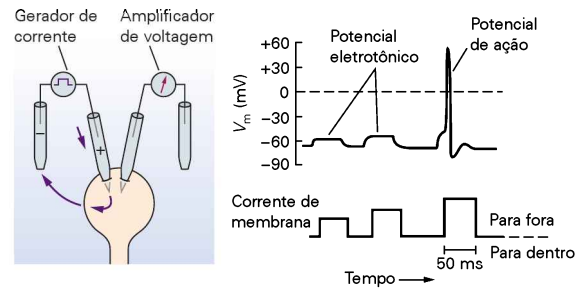 Gerador de
corrente
Amplificador
de voltagem
−
+
Potencial
eletrotônico
Potencial
de ação
+60
+30
0
−60
−90
Vm (mV)
Corrente de
membrana
Para fora
Para dentro
50 ms
Tempo